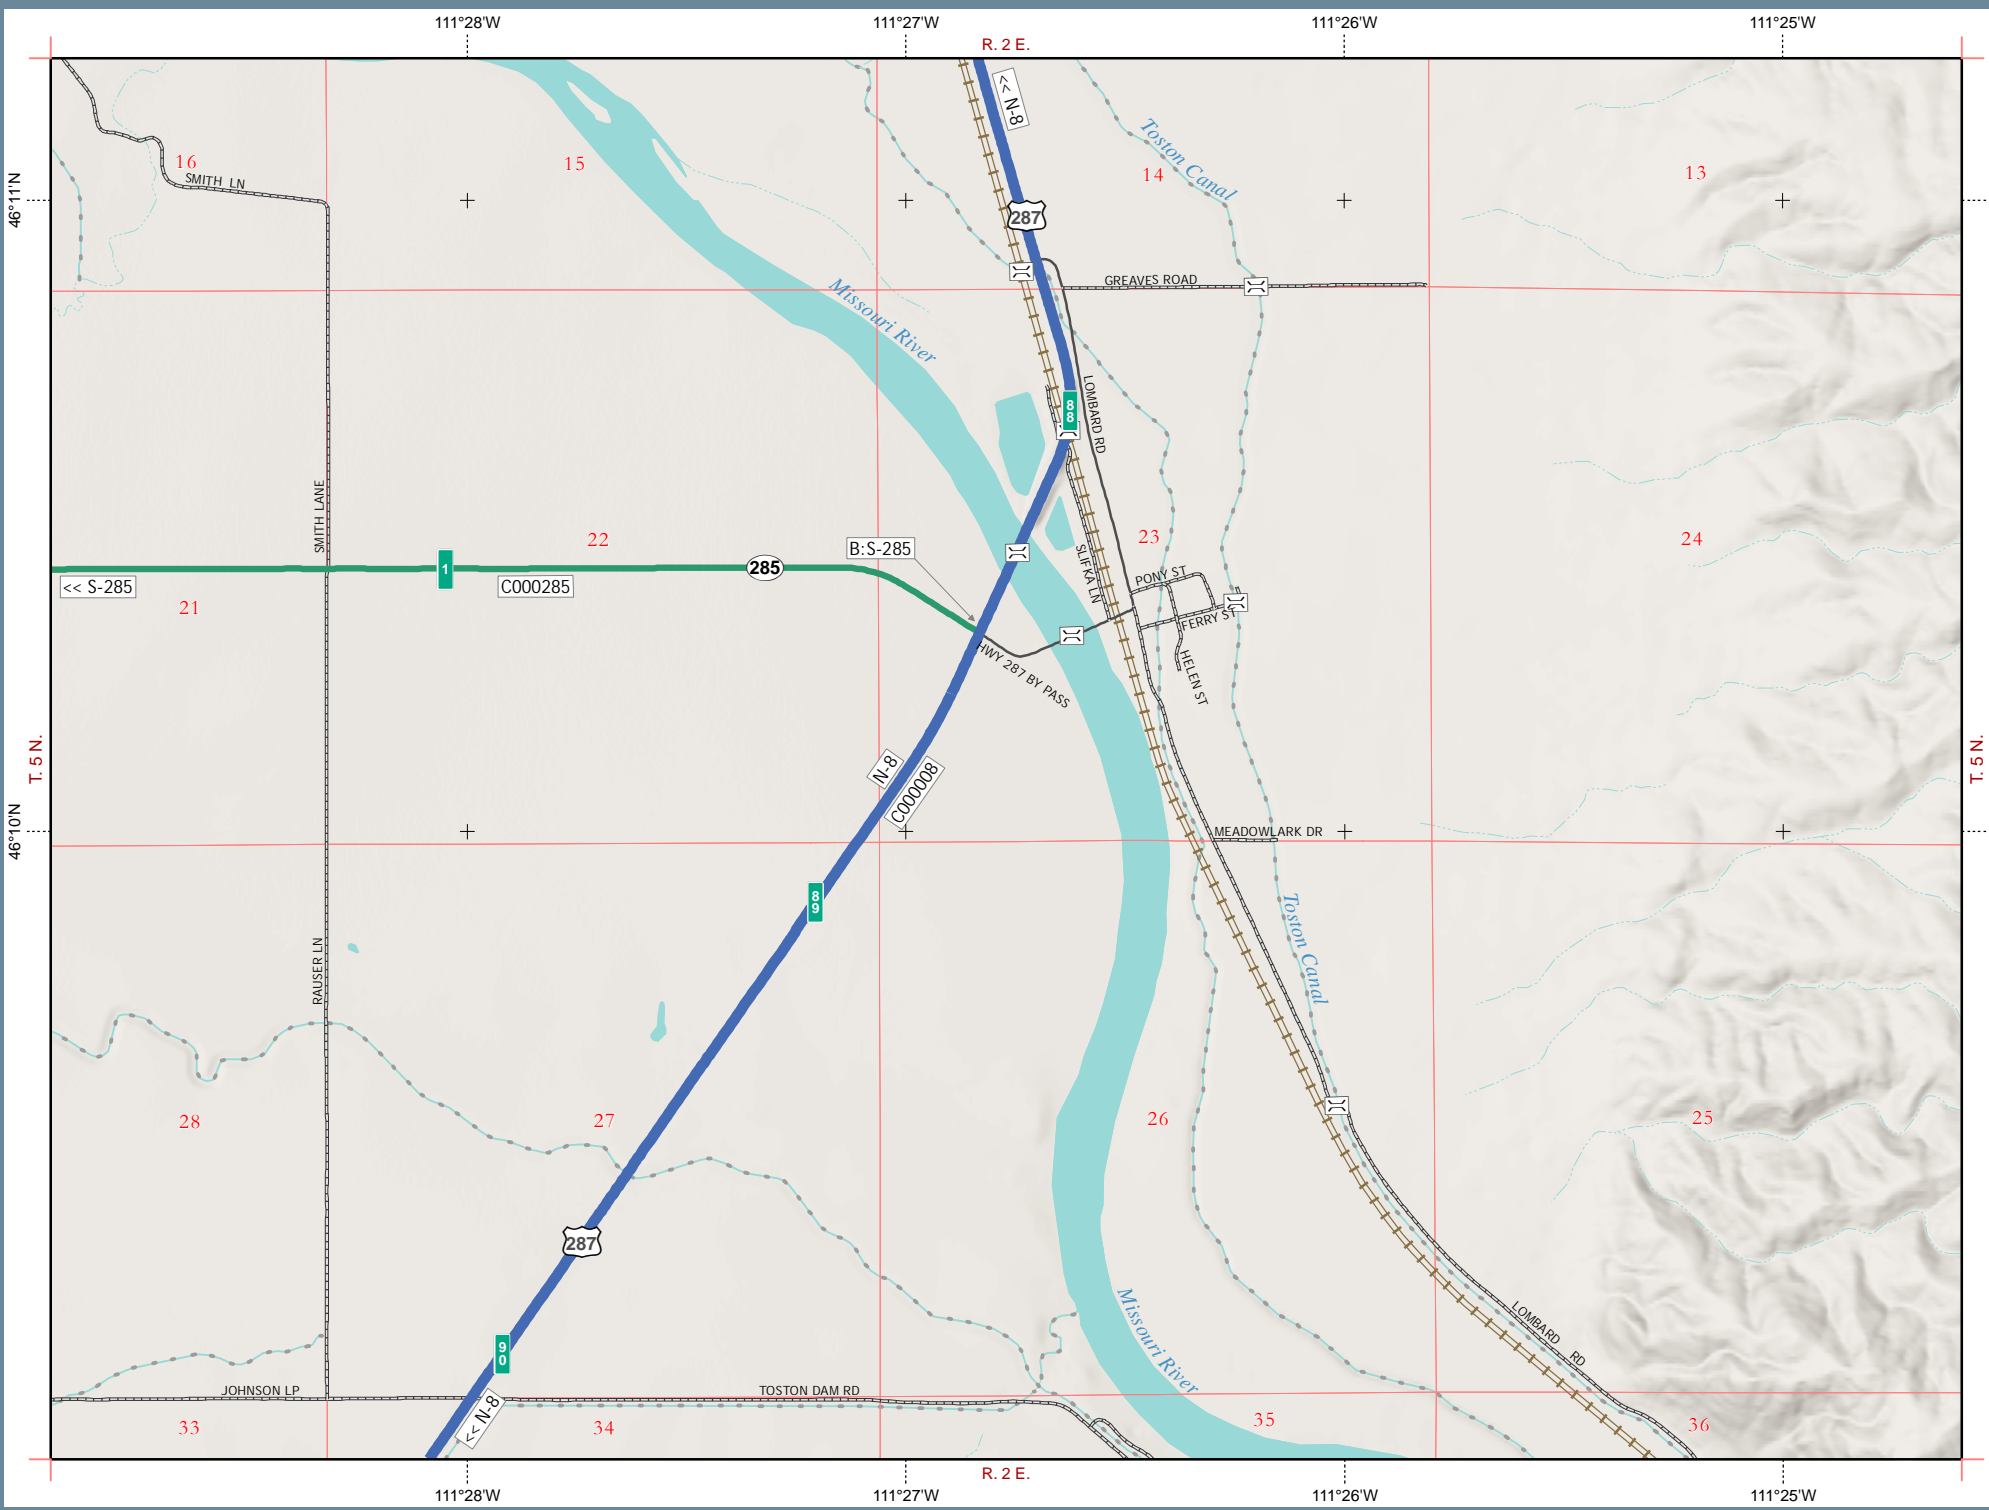 111°28'W
111°27'W
111°26'W
111°25'W
R. 2 E.
<< N-8
Toston Canal
16
15
14
13
SMITH LN
46°11'N
287
GREAVES ROAD
Missouri River
LOMBARD RD
88
SMITH LANE
22
B:S-285
23
24
SLIFKA LN
<< S-285
1
C000285
285
PONY ST
FERRY ST
21
HWY 287 BY PASS
HELEN ST
T. 5 N.
T. 5 N.
N-8
C000008
46°10'N
MEADOWLARK DR
89
RAUSER LN
Toston Canal
28
27
26
25
287
Missouri River
LOMBARD RD
90
JOHNSON LP
<< N-8
TOSTON DAM RD
33
34
35
36
R. 2 E.
111°28'W
111°27'W
111°26'W
111°25'W